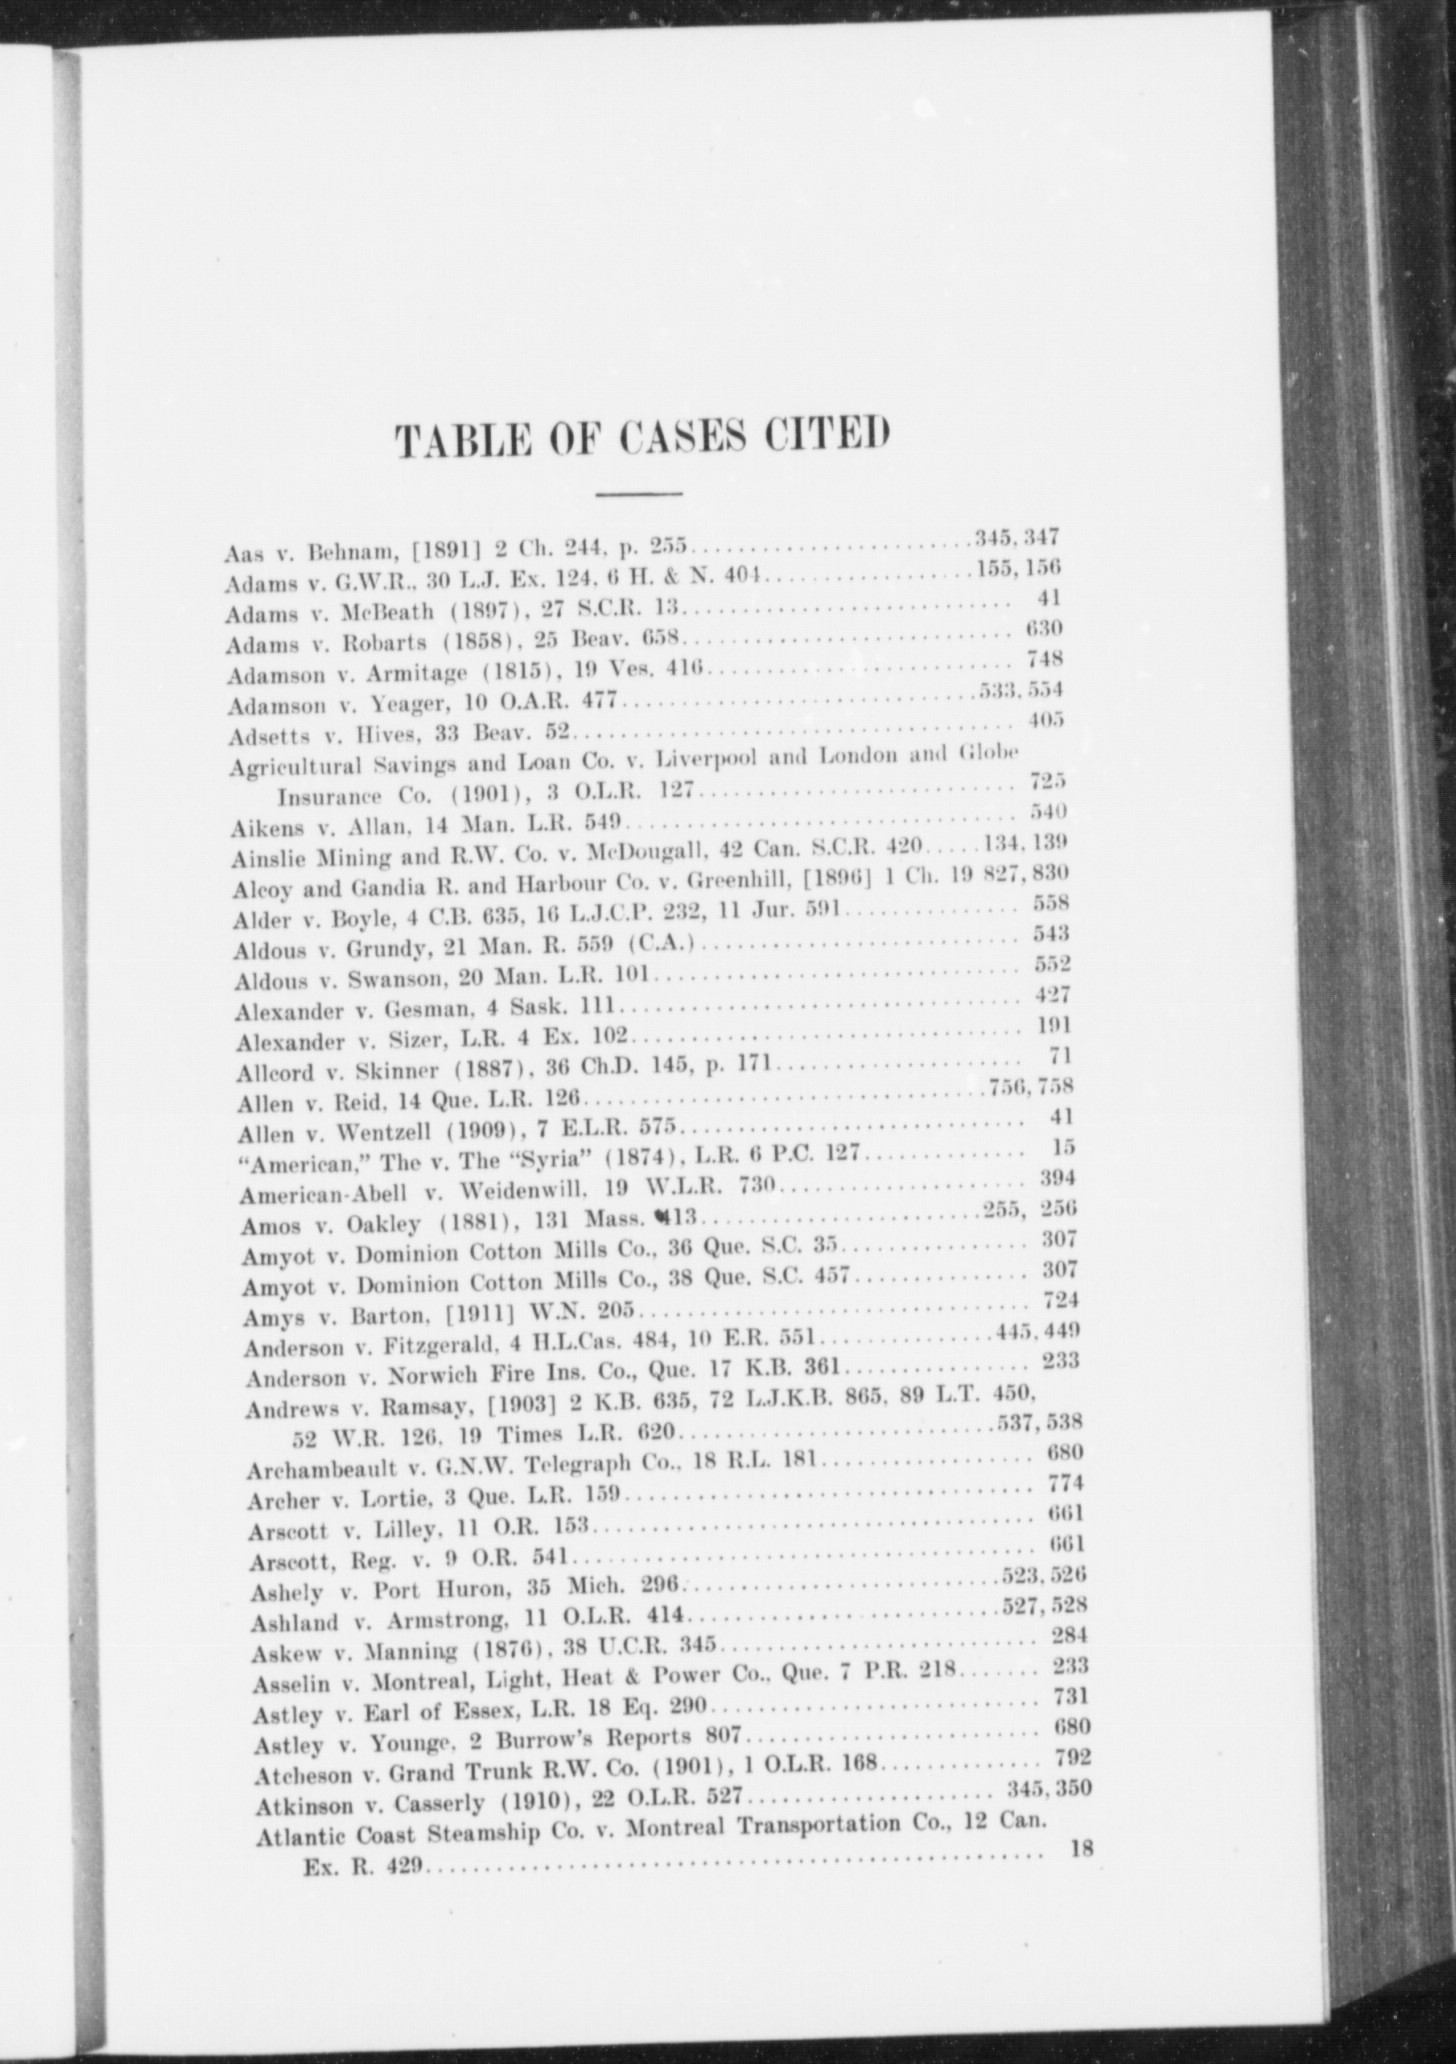 TABLE OF CASES CITED
Aas v. Behnam, [1891] 2 Ch. 244, p. 255..........................345, 347
Adams v. G.W.R., 30 L.J. Ex. 124, 6 H. & N. 404..................155, 156
Adams v. McBeath (1897), 27 S.C.R. 13............................ 41
Adams v. Robarts (1858), 25 Beav. 658............................ 630
Adamson v. Armitage (1815), 19 Ves. 416.......................... 748
Adamson v. Yeager, 10 O.A.R. 477..............................533, 554
Adsetts v. Hives, 33 Beav. 52..................................... 405
Agricultural Savings and Loan Co. v. Liverpool and London and Globe
Insurance Co. (1901), 3 O.L.R. 127........................... 725
Aikens v. Allan, 14 Man. L.R. 549................................. 540
Ainslie Mining and R.W. Co. v. McDougall, 42 Can. S.C.R. 420.....134, 139
Alcoy and Gandia R. and Harbour Co. v. Greenhill, [1896] 1 Ch. 19 827, 830
Alder v. Boyle, 4 C.B. 635, 16 L.J.C.P. 232, 11 Jur. 591............... 558
Aldous v. Grundy, 21 Man. R. 559 (C.A.)........................... 543
Aldous v. Swanson, 20 Man. L.R. 101............................... 552
Alexander v. Gesman, 4 Sask. 111.................................. 427
Alexander v. Sizer, L.R. 4 Ex. 102................................. 191
Allcord v. Skinner (1887), 36 Ch.D. 145, p. 171..................... 71
Allen v. Reid, 14 Que. L.R. 126..................................756, 758
Allen v. Wentzell (1909), 7 E.L.R. 575............................. 41
"American," The v. The "Syria" (1874), L.R. 6 P.C. 127.............. 15
American-Abell v. Weidenwill, 19 W.L.R. 730..................... 394
Amos v. Oakley (1881), 131 Mass. 413........................255, 256
Amyot v. Dominion Cotton Mills Co., 36 Que. S.C. 35................ 307
Amyot v. Dominion Cotton Mills Co., 38 Que. S.C. 457............... 307
Amys v. Barton, [1911] W.N. 205................................. 724
Anderson v. Fitzgerald, 4 H.L.Cas. 484, 10 E.R. 551...............445, 449
Anderson v. Norwich Fire Ins. Co., Que. 17 K.B. 361................ 233
Andrews v. Ramsay, [1903] 2 K.B. 635, 72 L.J.K.B. 865, 89 L.T. 450,
52 W.R. 126, 19 Times L.R. 620...........................537, 538
Archambeault v. G.N.W. Telegraph Co., 18 R.L. 181.................. 680
Archer v. Lortie, 3 Que. L.R. 159.................................. 774
Arscott v. Lilley, 11 O.R. 153..................................... 661
Arscott, Reg. v. 9 O.R. 541....................................... 661
Ashely v. Port Huron, 35 Mich. 296...........................523, 526
Ashland v. Armstrong, 11 O.L.R. 414..........................527, 528
Askew v. Manning (1876), 38 U.C.R. 345........................... 284
Asselin v. Montreal, Light, Heat & Power Co., Que. 7 P.R. 218....... 233
Astley v. Earl of Essex, L.R. 18 Eq. 290............................ 731
Astley v. Younge, 2 Burrow's Reports 807......................... 680
Atcheson v. Grand Trunk R.W. Co. (1901), 1 O.L.R. 168.............. 792
Atkinson v. Casserly (1910), 22 O.L.R. 527..................... 345, 350
Atlantic Coast Steamship Co. v. Montreal Transportation Co., 12 Can.
Ex. R. 429.................................................... 18